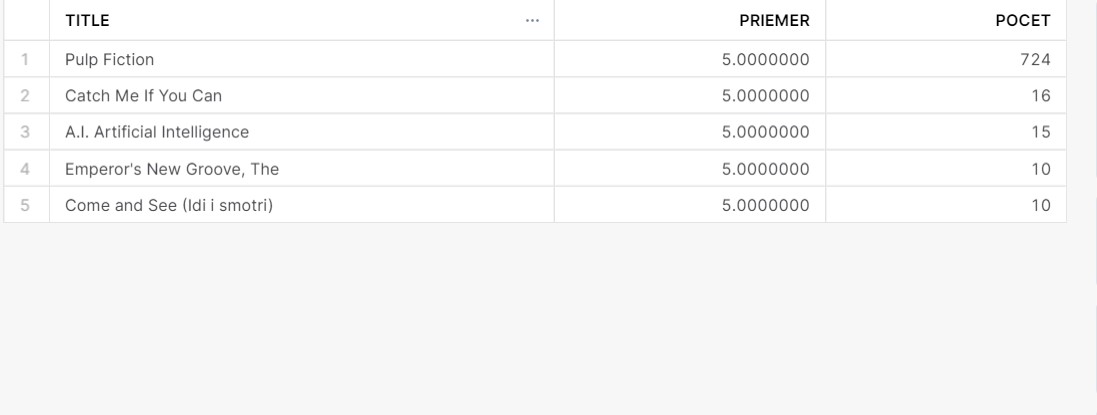 TITLE ... PRIEMER POCET
1 Pulp Fiction 5.0000000 724
2 Catch Me If You Can 5.0000000 16
3 A.I. Artificial Intelligence 5.0000000 15
4 Emperor's New Groove, The 5.0000000 10
5 Come and See (Idi i smotri) 5.0000000 10